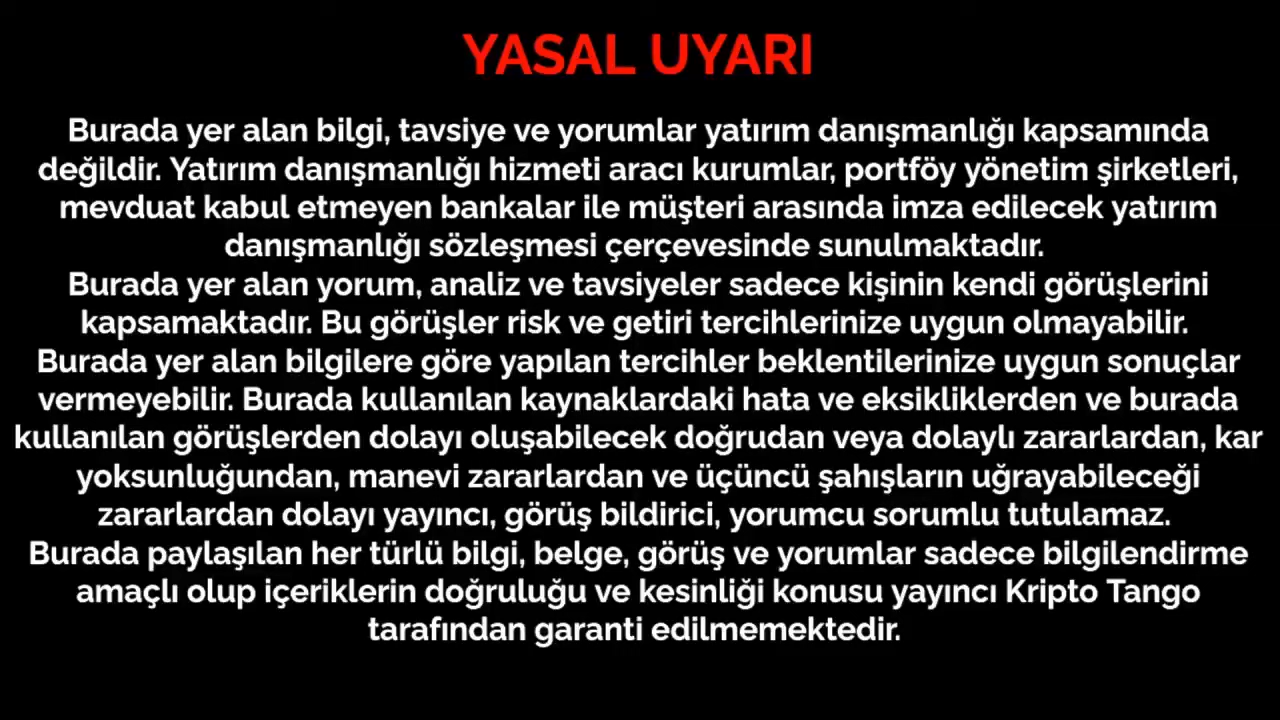 YASAL UYARI
Burada yer alan bilgi, tavsiye ve yorumlar yatırım danışmanlığı kapsamında
değildir. Yatırım danışmanlığı hizmeti aracı kurumlar, portföy yönetim şirketleri,
mevduat kabul etmeyen bankalar ile müşteri arasında imza edilecek yatırım
danışmanlığı sözleşmesi çerçevesinde sunulmaktadır.
Burada yer alan yorum, analiz ve tavsiyeler sadece kişinin kendi görüşlerini
kapsamaktadır. Bu görüşler risk ve getiri tercihlerinize uygun olmayabilir.
Burada yer alan bilgilere göre yapılan tercihler beklentilerinize uygun sonuçlar
vermeyebilir. Burada kullanılan kaynaklardaki hata ve eksikliklerden ve burada
kullanılan görüşlerden dolayı oluşabilecek doğrudan veya dolaylı zararlardan, kar
yoksunluğundan, manevi zararlardan ve üçüncü şahısların uğrayabileceği
zararlardan dolayı yayıncı, görüş bildirici, yorumcu sorumlu tutulamaz.
Burada paylaşılan her türlü bilgi, belge, görüş ve yorumlar sadece bilgilendirme
amaçlı olup içeriklerin doğruluğu ve kesinliği konusu yayıncı Kripto Tango
tarafından garanti edilmemektedir.